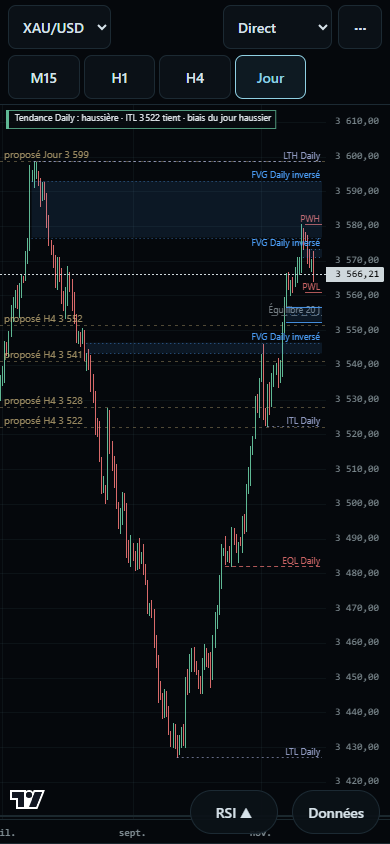 XAU/USD
Direct
...
M15
H1
H4
Jour
Tendance Daily : haussière · ITL 3 522 tient · biais du jour haussier
3 610,00
proposé Jour 3 599
LTH Daily
3 600,00
FVG Daily inversé
3 590,00
PWH
3 580,00
FVG Daily inversé
3 570,00
3 566,21
PWL
3 560,00
Équilibre 20 j
proposé H4 3 552
3 550,00
FVG Daily inversé
proposé H4 3 541
3 540,00
proposé H4 3 528
3 530,00
proposé H4 3 522
ITL Daily
3 520,00
3 510,00
3 500,00
3 490,00
EQL Daily
3 480,00
3 470,00
3 460,00
3 450,00
3 440,00
3 430,00
LTL Daily
3 420,00
RSI ▲
Données
il.
sept.
nov.